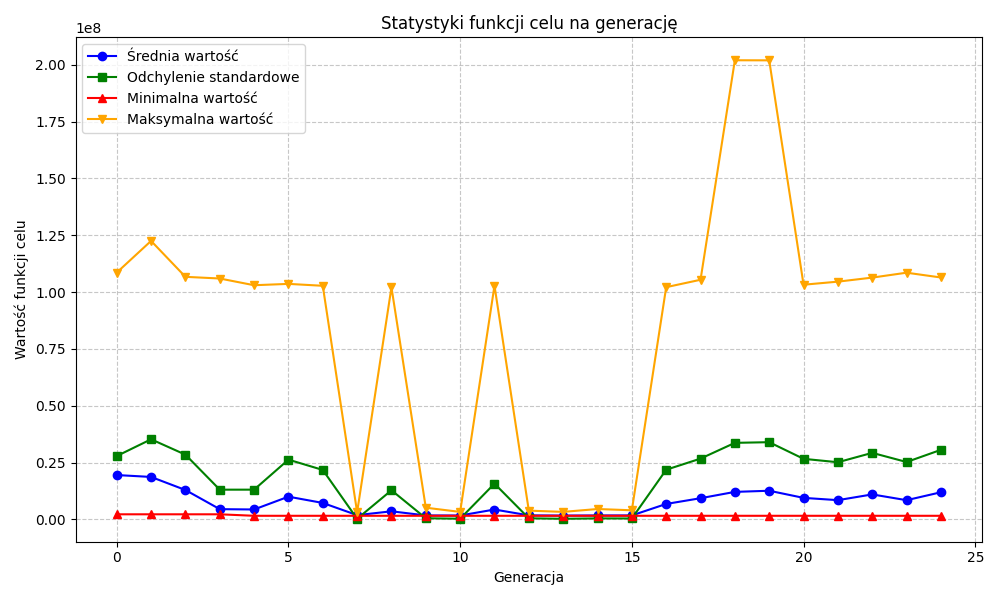 Statystyki funkcji celu na generację
1e8
Średnia wartość
Odchylenie standardowe
Minimalna wartość
Maksymalna wartość
2.00
1.75
1.50
1.25
1.00
0.75
0.50
0.25
0.00
Wartość funkcji celu
0 5 10 15 20 25
Generacja